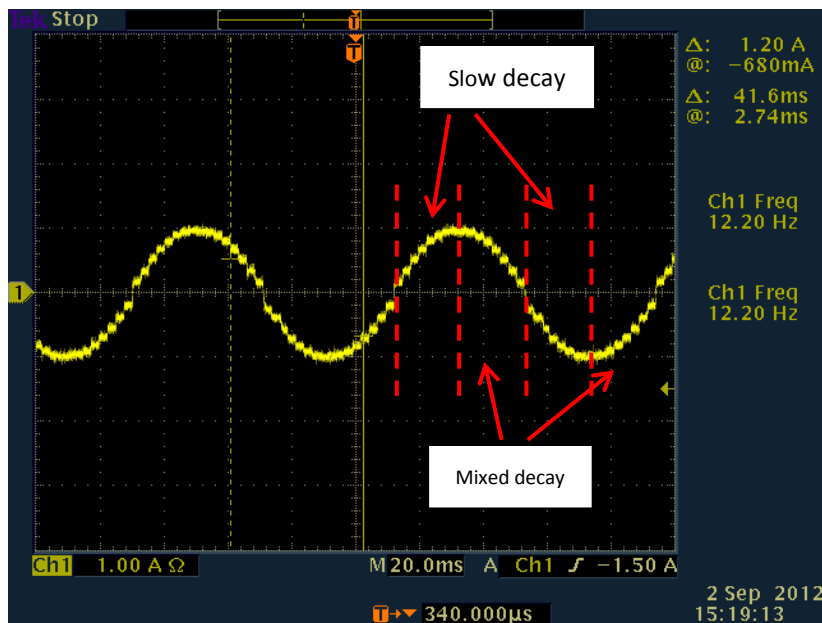 Tek Stop
T
T
Slow decay
Δ: 1.20 A
@: −680mA
Δ: 41.6ms
@: 2.74ms
Ch1 Freq
12.20 Hz
1
Ch1 Freq
12.20 Hz
Mixed decay
Ch1 1.00 A Ω M 20.0ms A Ch1 ʃ −1.50 A
T→▼ 340.000µs
2 Sep 2012
15:19:13